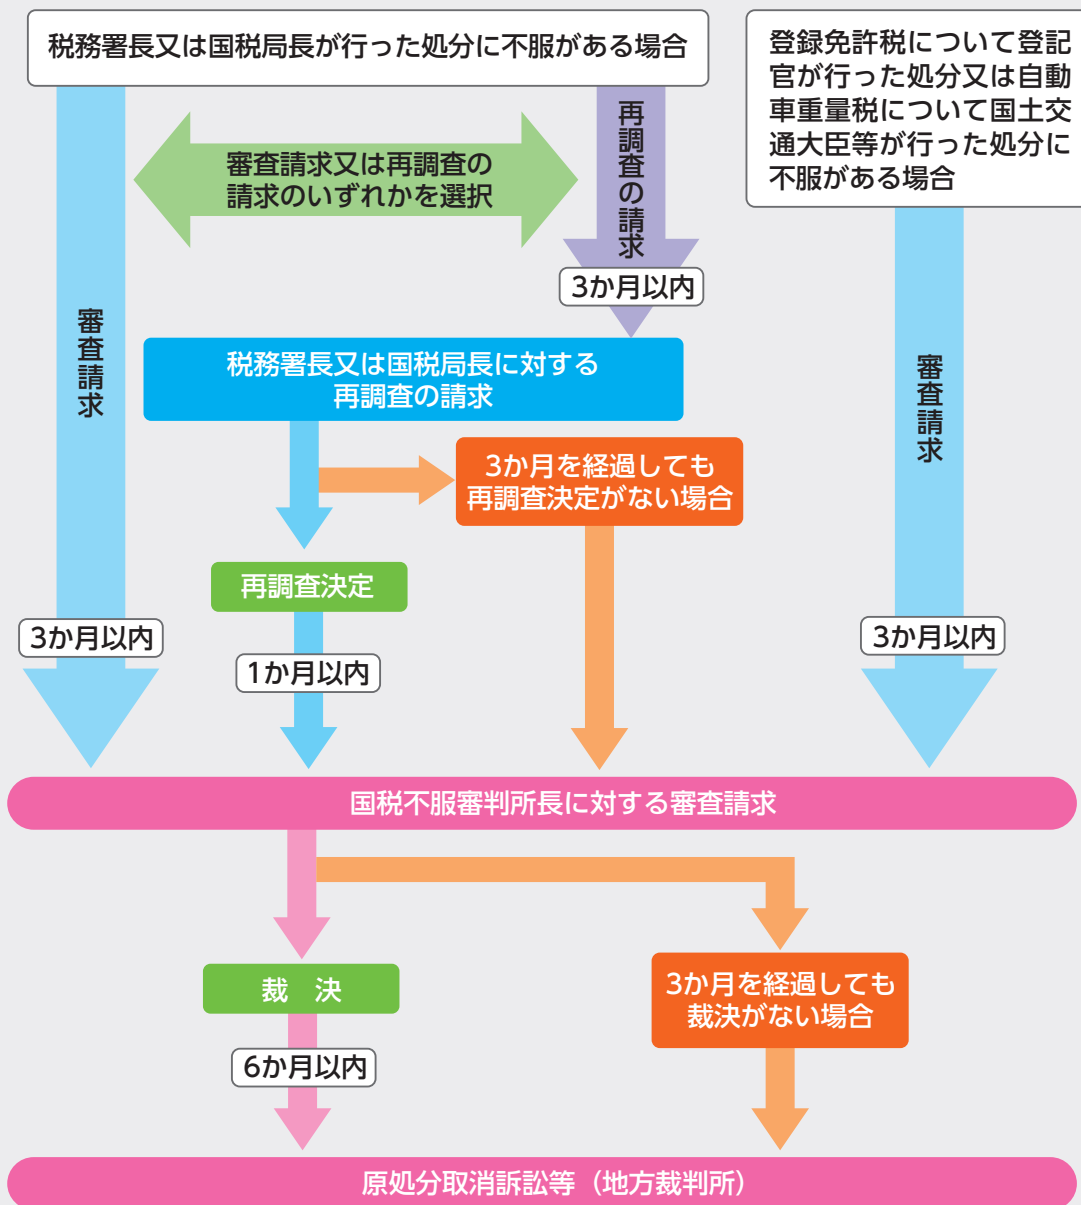 税務署長又は国税局長が行った処分に不服がある場合
登録免許税について登記
官が行った処分又は自動
車重量税について国土交
通大臣等が行った処分に
不服がある場合
審査請求又は再調査の
請求のいずれかを選択
再調査の請求
3か月以内
審査請求
税務署長又は国税局長に対する
再調査の請求
審査請求
3か月を経過しても
再調査決定がない場合
再調査決定
3か月以内
1か月以内
3か月以内
国税不服審判所長に対する審査請求
裁　決
3か月を経過しても
裁決がない場合
6か月以内
原処分取消訴訟等（地方裁判所）